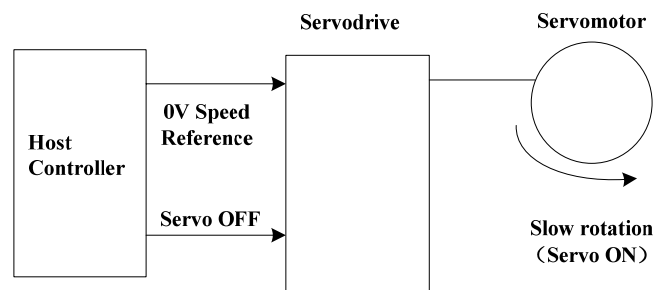 Servodrive
Servomotor
0V Speed
Reference
Host
Controller
Servo OFF
Slow rotation
（Servo ON）